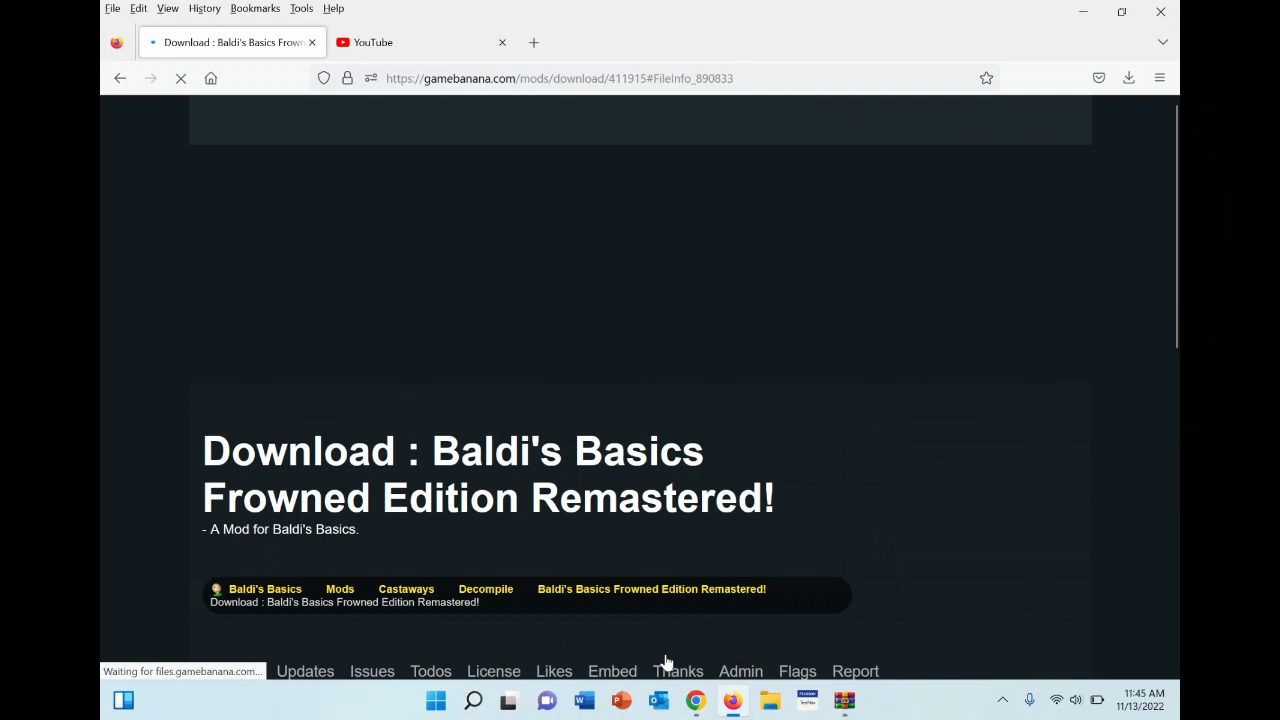 File Edit View History Bookmarks Tools Help
Download : Baldi's Basics Frown
YouTube
https://gamebanana.com/mods/download/411915#FileInfo_890833
Download : Baldi's Basics
Frowned Edition Remastered!
- A Mod for Baldi's Basics.
Baldi's Basics Mods Castaways Decompile Baldi's Basics Frowned Edition Remastered!
Download : Baldi's Basics Frowned Edition Remastered!
Waiting for files.gamebanana.com...
Updates Issues Todos License Likes Embed Thanks Admin Flags Report
11:45 AM
11/13/2022